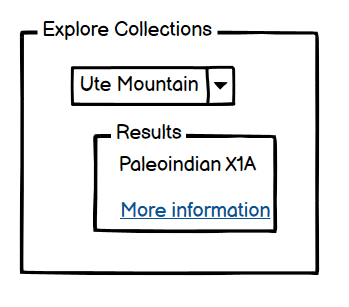 Explore Collections
Ute Mountain
Results
Paleoindian X1A
More information